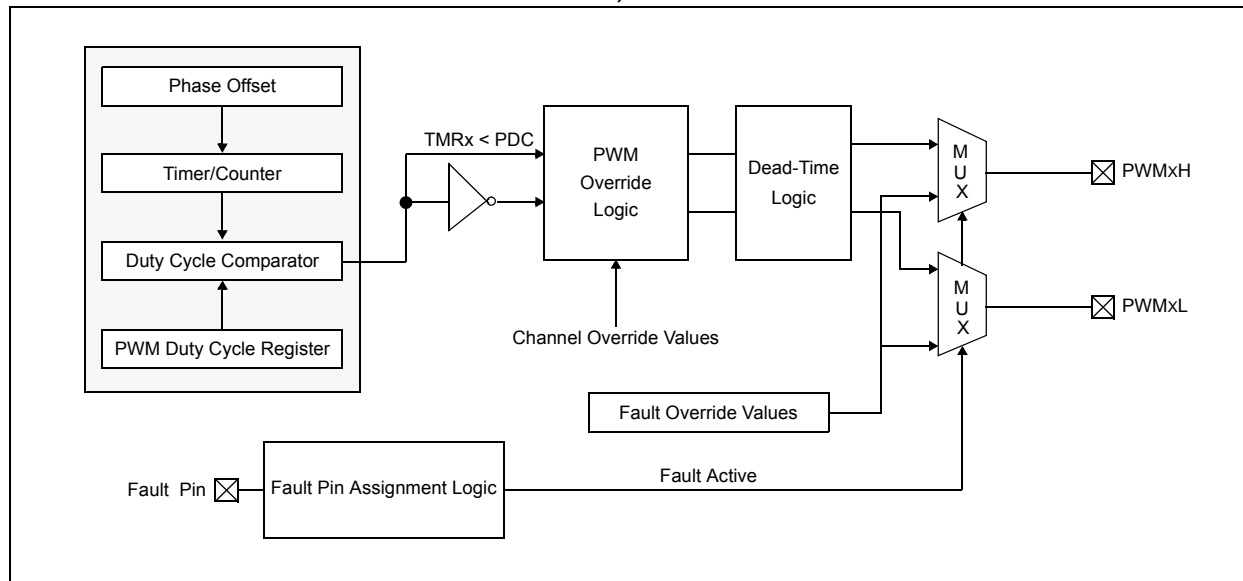 Phase Offset
Timer/Counter
Duty Cycle Comparator
PWM Duty Cycle Register
TMRx < PDC
PWM
Override
Logic
Channel Override Values
Dead-Time
Logic
M
U
X
PWMxH
M
U
X
PWMxL
Fault Override Values
Fault Pin
Fault Pin Assignment Logic
Fault Active